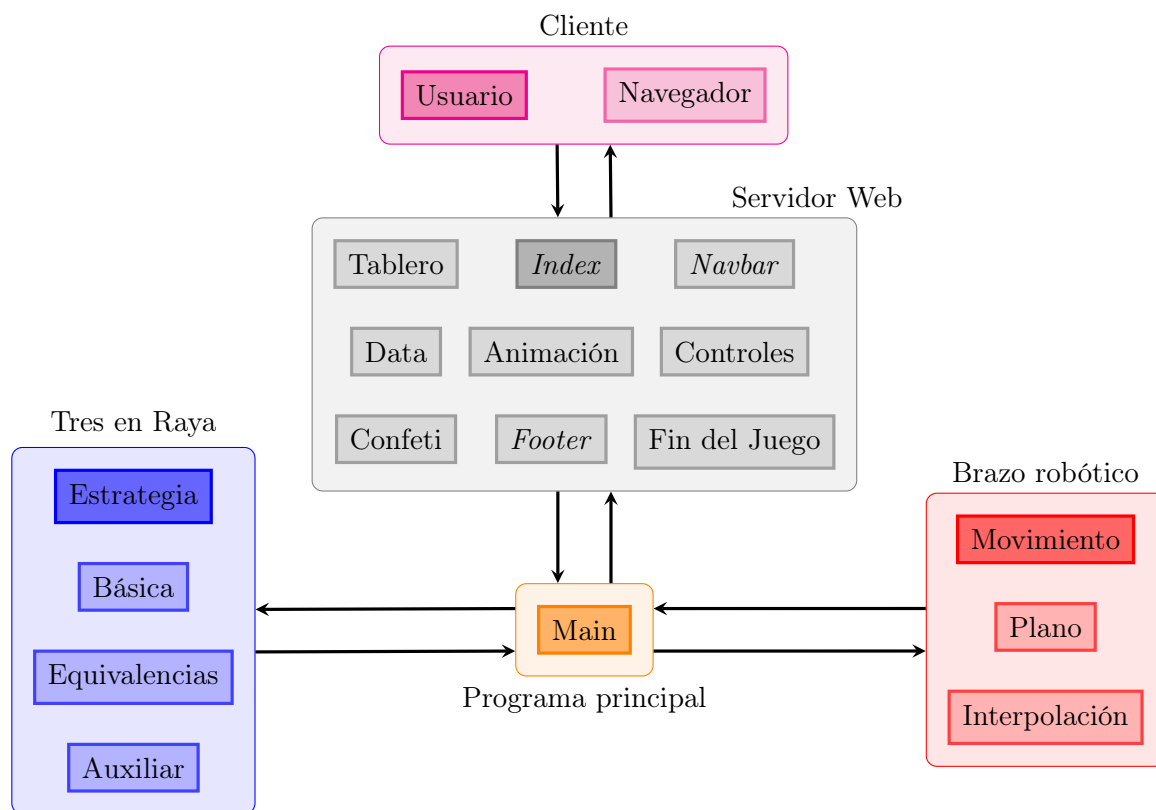 Cliente
Usuario
Navegador
Servidor Web
Tablero
Index
Navbar
Data
Animación
Controles
Confeti
Footer
Fin del Juego
Tres en Raya
Estrategia
Básica
Equivalencias
Auxiliar
Main
Programa principal
Brazo robótico
Movimiento
Plano
Interpolación